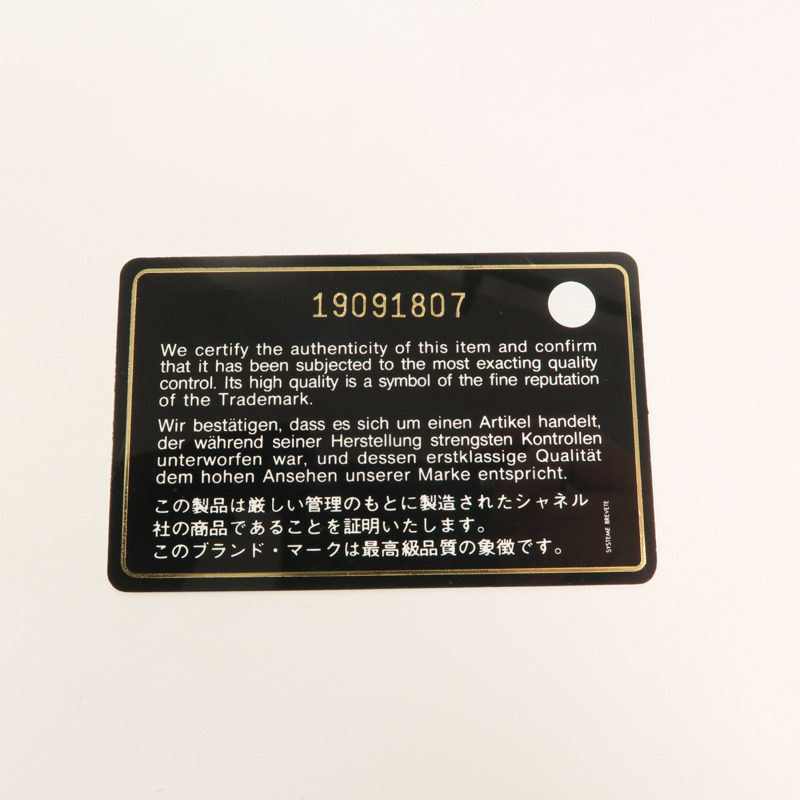 19091807
We certify the authenticity of this item and confirm
that it has been subjected to the most exacting quality
control. Its high quality is a symbol of the fine reputation
of the Trademark.
Wir bestätigen, dass es sich um einen Artikel handelt,
der während seiner Herstellung strengsten Kontrollen
unterworfen war, und dessen erstklassige Qualität
dem hohen Ansehen unserer Marke entspricht.
この製品は厳しい管理のもとに製造されたシャネル
社の商品であることを証明いたします。
このブランド・マークは最高級品質の象徴です。
SYSTEME BREVETE